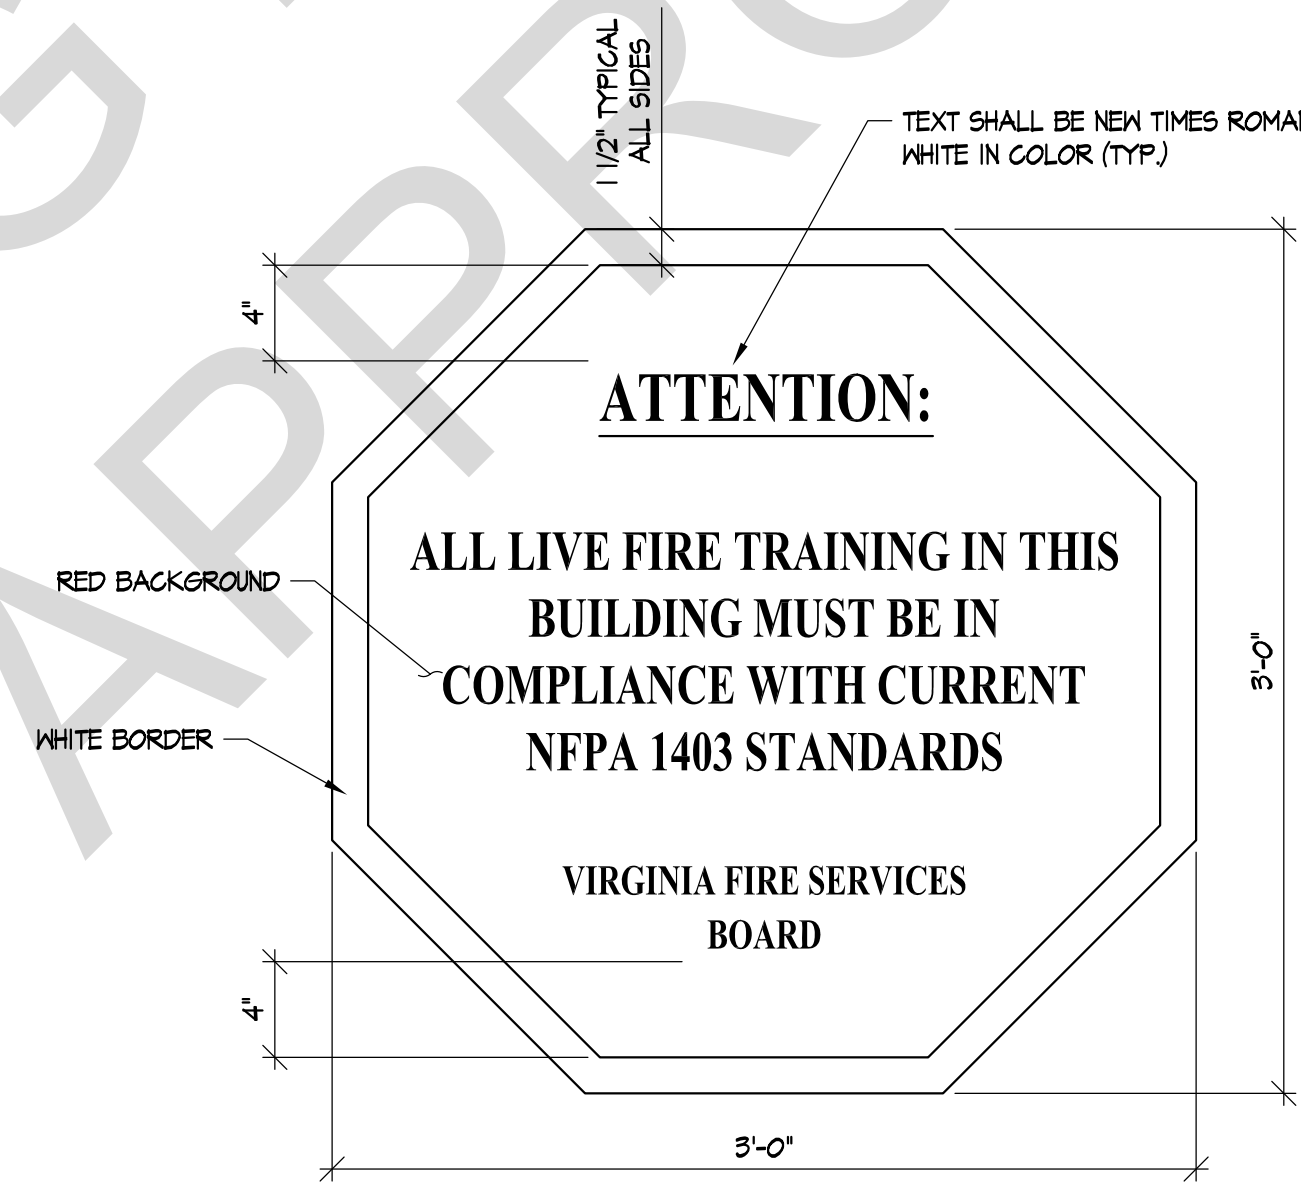 1 1/2" TYPICAL
ALL SIDES
TEXT SHALL BE NEW TIMES ROMAN
WHITE IN COLOR (TYP.)
4"
ATTENTION:
ALL LIVE FIRE TRAINING IN THIS
BUILDING MUST BE IN
COMPLIANCE WITH CURRENT
NFPA 1403 STANDARDS
RED BACKGROUND
3'-0"
WHITE BORDER
VIRGINIA FIRE SERVICES
BOARD
4"
3'-0"